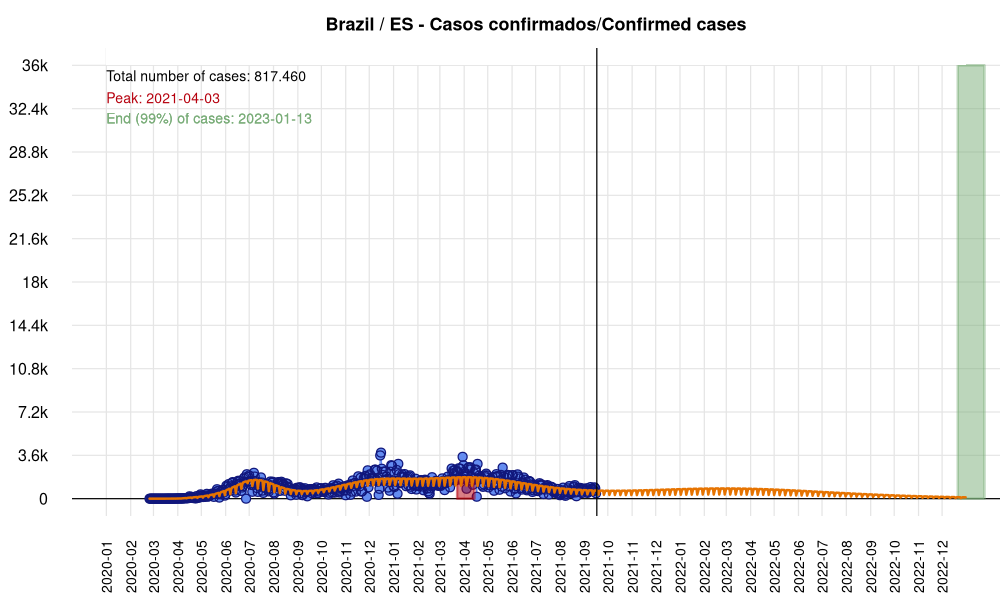 Brazil / ES - Casos confirmados/Confirmed cases
Total number of cases: 817.460
Peak: 2021-04-03
End (99%) of cases: 2023-01-13
36k
32.4k
28.8k
25.2k
21.6k
18k
14.4k
10.8k
7.2k
3.6k
0
2020-01
2020-02
2020-03
2020-04
2020-05
2020-06
2020-07
2020-08
2020-09
2020-10
2020-11
2020-12
2021-01
2021-02
2021-03
2021-04
2021-05
2021-06
2021-07
2021-08
2021-09
2021-10
2021-11
2021-12
2022-01
2022-02
2022-03
2022-04
2022-05
2022-06
2022-07
2022-08
2022-09
2022-10
2022-11
2022-12